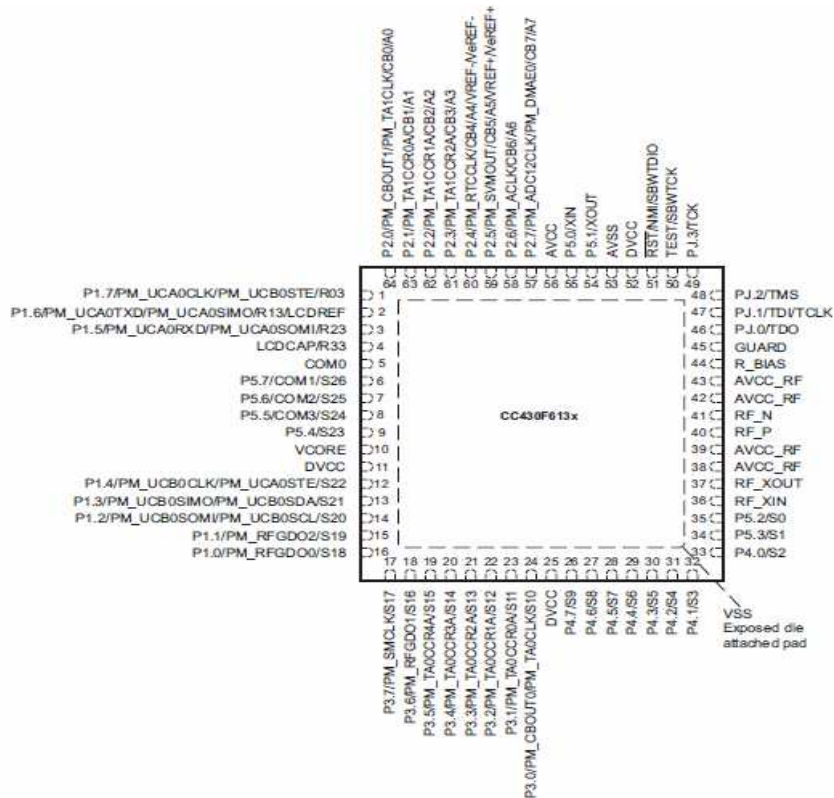 P2.0/PM_CBOUT1/PM_TA1CLK/CB0/A0
P2.1/PM_TA1CCR0A/CB1/A1
P2.2/PM_TA1CCR1A/CB2/A2
P2.3/PM_TA1CCR2A/CB3/A3
P2.4/PM_RTCCLK/CB4/A4/VREF-/VeREF-
P2.5/PM_SVMOUT/CB5/A5/VREF+/VeREF+
P2.6/PM_ACLK/CB6/A6
P2.7/PM_ADC12CLK/PM_DMAE0/CB7/A7
AVCC
P5.0/XIN
P5.1/XOUT
AVSS
DVCC
RST/NMI/SBWTDIO
TEST/SBWTCK
PJ.3/TCK
64 63 62 61 60 59 58 57 56 55 54 53 52 51 50 49
P1.7/PM_UCA0CLK/PM_UCB0STE/R03 1
P1.6/PM_UCA0TXD/PM_UCA0SIMO/R13/LCDREF 2
P1.5/PM_UCA0RXD/PM_UCA0SOMI/R23 3
LCDCAP/R33 4
COM0 5
P5.7/COM1/S26 6
P5.6/COM2/S25 7
P5.5/COM3/S24 8
P5.4/S23 9
VCORE 10
DVCC 11
P1.4/PM_UCB0CLK/PM_UCA0STE/S22 12
P1.3/PM_UCB0SIMO/PM_UCB0SDA/S21 13
P1.2/PM_UCB0SOMI/PM_UCB0SCL/S20 14
P1.1/PM_RFGDO2/S19 15
P1.0/PM_RFGDO0/S18 16
CC430F613x
48 PJ.2/TMS
47 PJ.1/TDI/TCLK
46 PJ.0/TDO
45 GUARD
44 R_BIAS
43 AVCC_RF
42 AVCC_RF
41 RF_N
40 RF_P
39 AVCC_RF
38 AVCC_RF
37 RF_XOUT
36 RF_XIN
35 P5.2/S0
34 P5.3/S1
33 P4.0/S2
17 18 19 20 21 22 23 24 25 26 27 28 29 30 31 32
P3.7/PM_SMCLK/S17
P3.6/PM_RFGDO1/S16
P3.5/PM_TA0CCR4A/S15
P3.4/PM_TA0CCR3A/S14
P3.3/PM_TA0CCR2A/S13
P3.2/PM_TA0CCR1A/S12
P3.1/PM_TA0CCR0A/S11
P3.0/PM_CBOUT0/PM_TA0CLK/S10
DVCC
P4.7/S9
P4.6/S8
P4.5/S7
P4.4/S6
P4.3/S5
P4.2/S4
P4.1/S3
VSS
Exposed die
attached pad